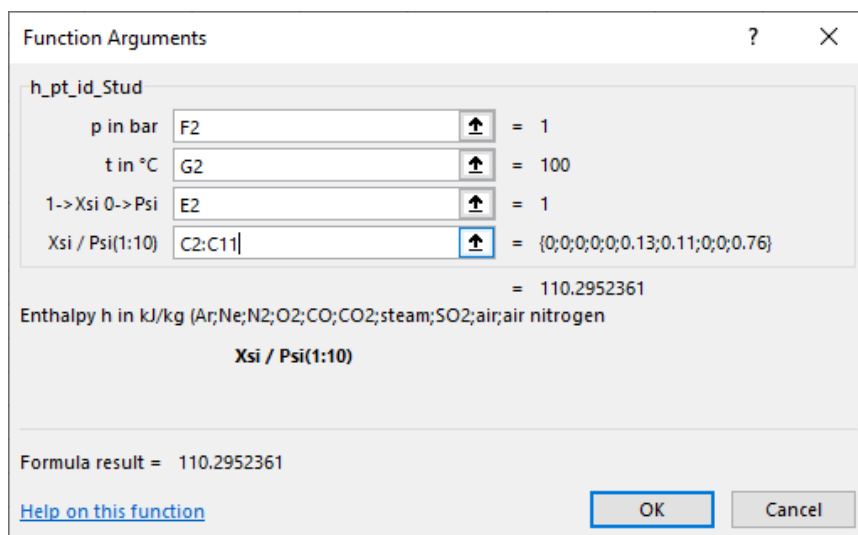 Function Arguments ? ×
h_pt_id_Stud
p in bar F2 = 1
t in °C G2 = 100
1->Xsi 0->Psi E2 = 1
Xsi / Psi(1:10) C2:C11 = {0;0;0;0;0;0.13;0.11;0;0;0.76}
= 110.2952361
Enthalpy h in kJ/kg (Ar;Ne;N2;O2;CO;CO2;steam;SO2;air;air nitrogen
Xsi / Psi(1:10)
Formula result = 110.2952361
Help on this function OK Cancel